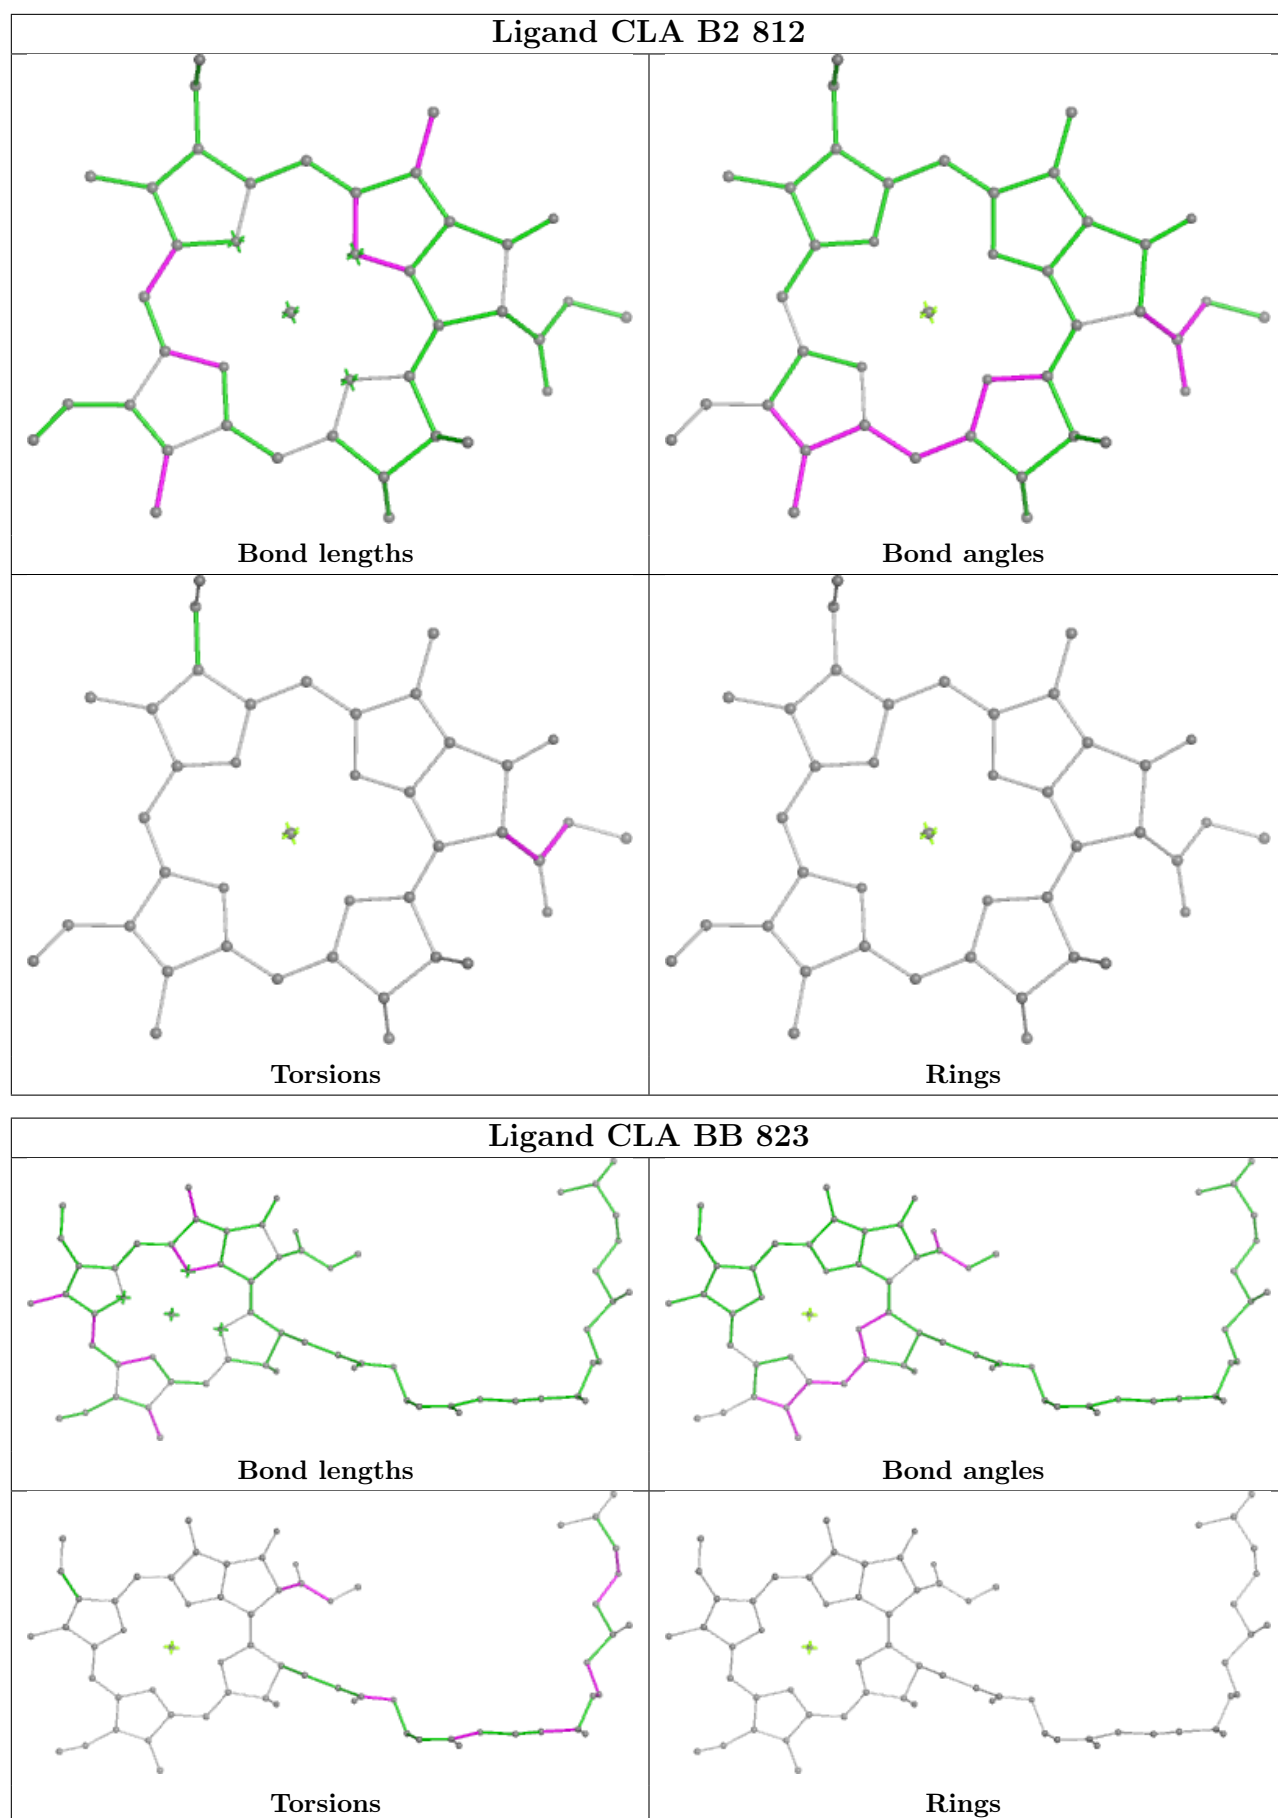 Ligand CLA B2 812
Bond lengths
Bond angles
Torsions
Rings
Ligand CLA BB 823
Bond lengths
Bond angles
Torsions
Rings